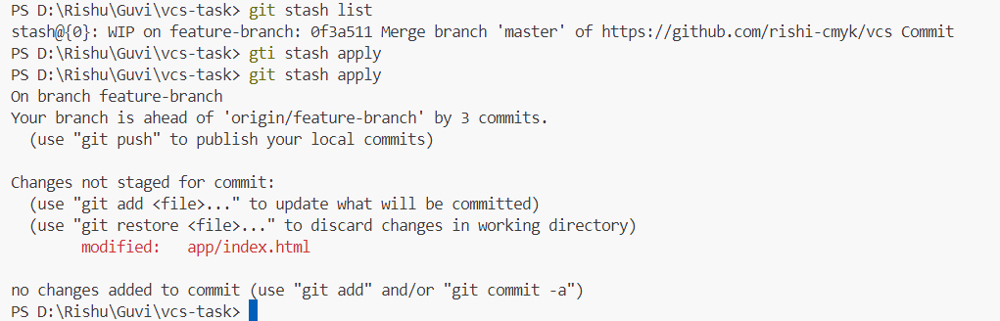 PS D:\Rishu\Guvi\vcs-task> git stash list
stash@{0}: WIP on feature-branch: 0f3a511 Merge branch 'master' of https://github.com/rishi-cmyk/vcs Commit
PS D:\Rishu\Guvi\vcs-task> gti stash apply
PS D:\Rishu\Guvi\vcs-task> git stash apply
On branch feature-branch
Your branch is ahead of 'origin/feature-branch' by 3 commits.
  (use "git push" to publish your local commits)

Changes not staged for commit:
  (use "git add <file>..." to update what will be committed)
  (use "git restore <file>..." to discard changes in working directory)
        modified:   app/index.html

no changes added to commit (use "git add" and/or "git commit -a")
PS D:\Rishu\Guvi\vcs-task>